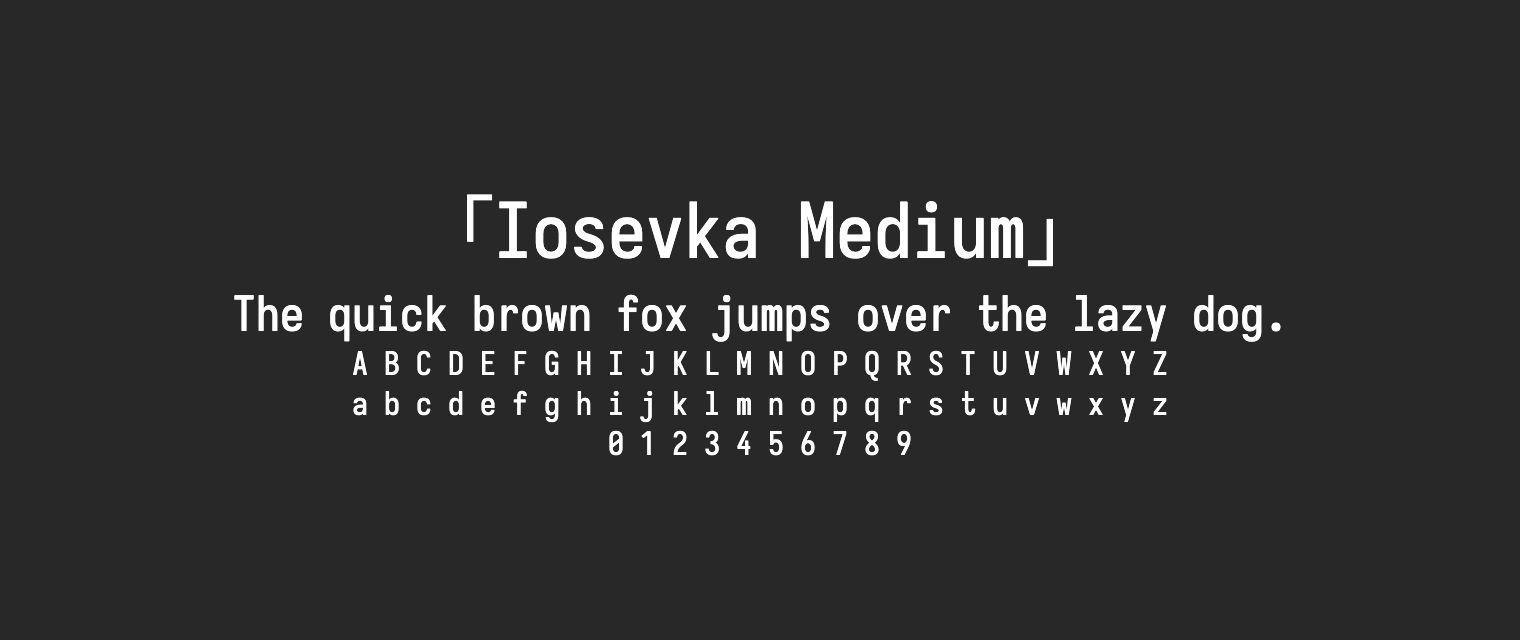 「Iosevka Medium」
The quick brown fox jumps over the lazy dog.
A B C D E F G H I J K L M N O P Q R S T U V W X Y Z
a b c d e f g h i j k l m n o p q r s t u v w x y z
0 1 2 3 4 5 6 7 8 9